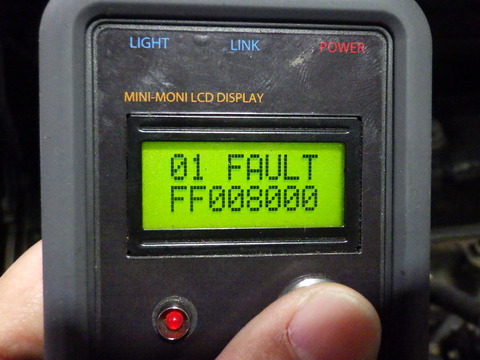 LIGHT LINK POWER
MINI-MONI LCD DISPLAY
01 FAULT
FF008000